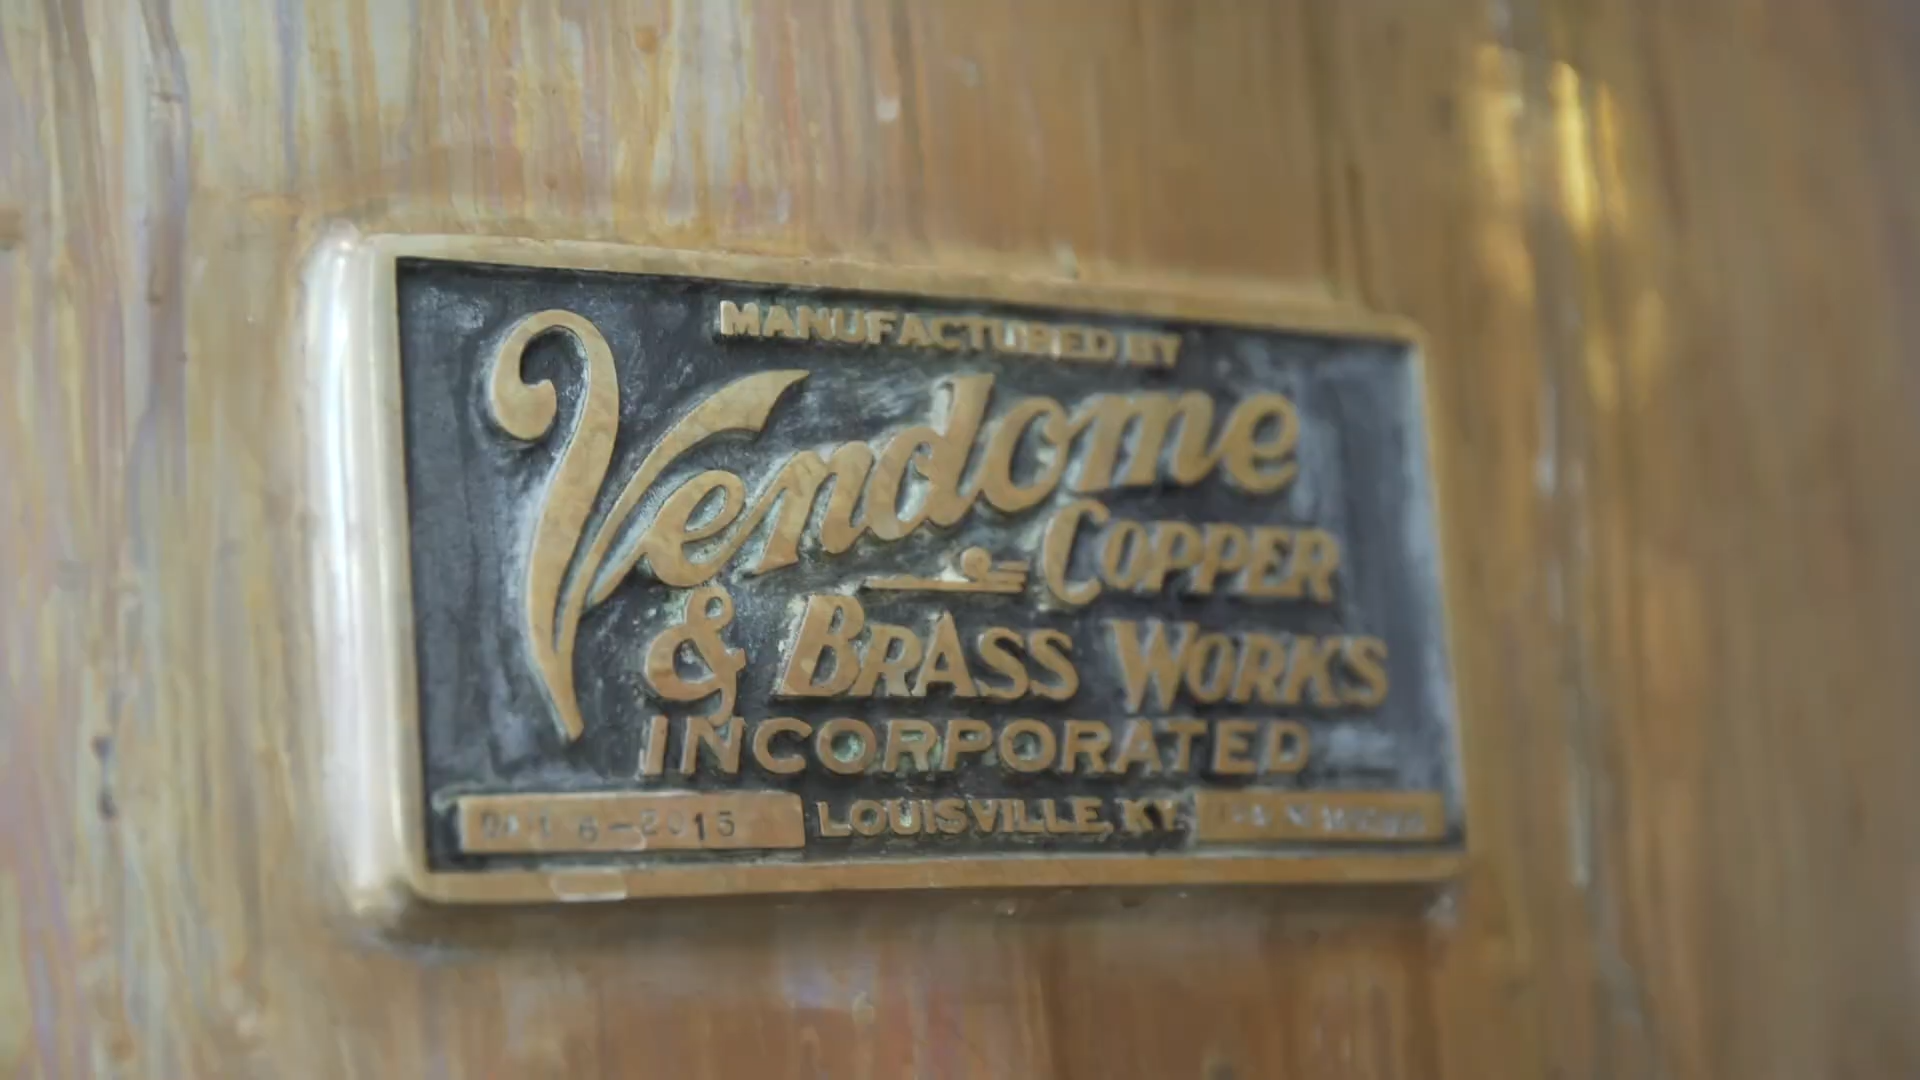 MANUFACTURED BY
Vendome
COPPER
& BRASS WORKS
INCORPORATED
LOUISVILLE, KY.